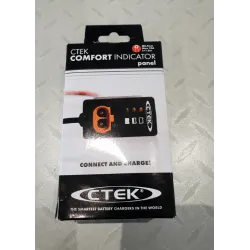 CTEK
COMFORT INDICATOR
panel
CONNECT AND CHARGE!
CTEK
THE SMARTEST BATTERY CHARGERS IN THE WORLD